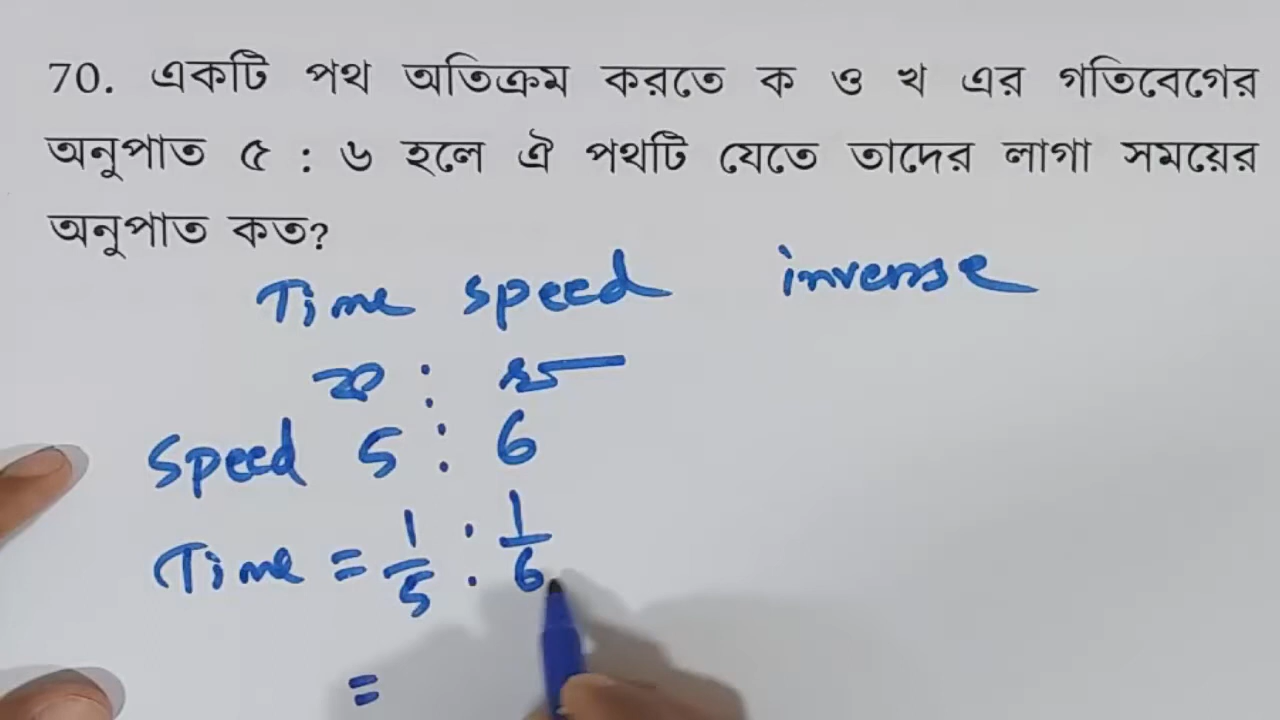 70. একটি পথ অতিক্রম করতে ক ও খ এর গতিবেগের
অনুপাত ৫ : ৬ হলে ঐ পথটি যেতে তাদের লাগা সময়ের
অনুপাত কত?
Time speed inverse
ক : খ
Speed 5 : 6
Time = 1/5 : 1/6
=